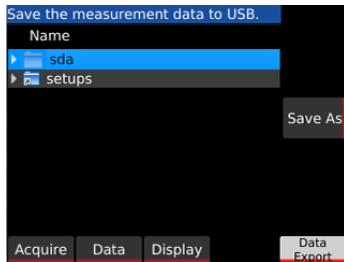 Save the measurement data to USB.
Name
sda
setups
Save As
Acquire
Data
Display
Data
Export